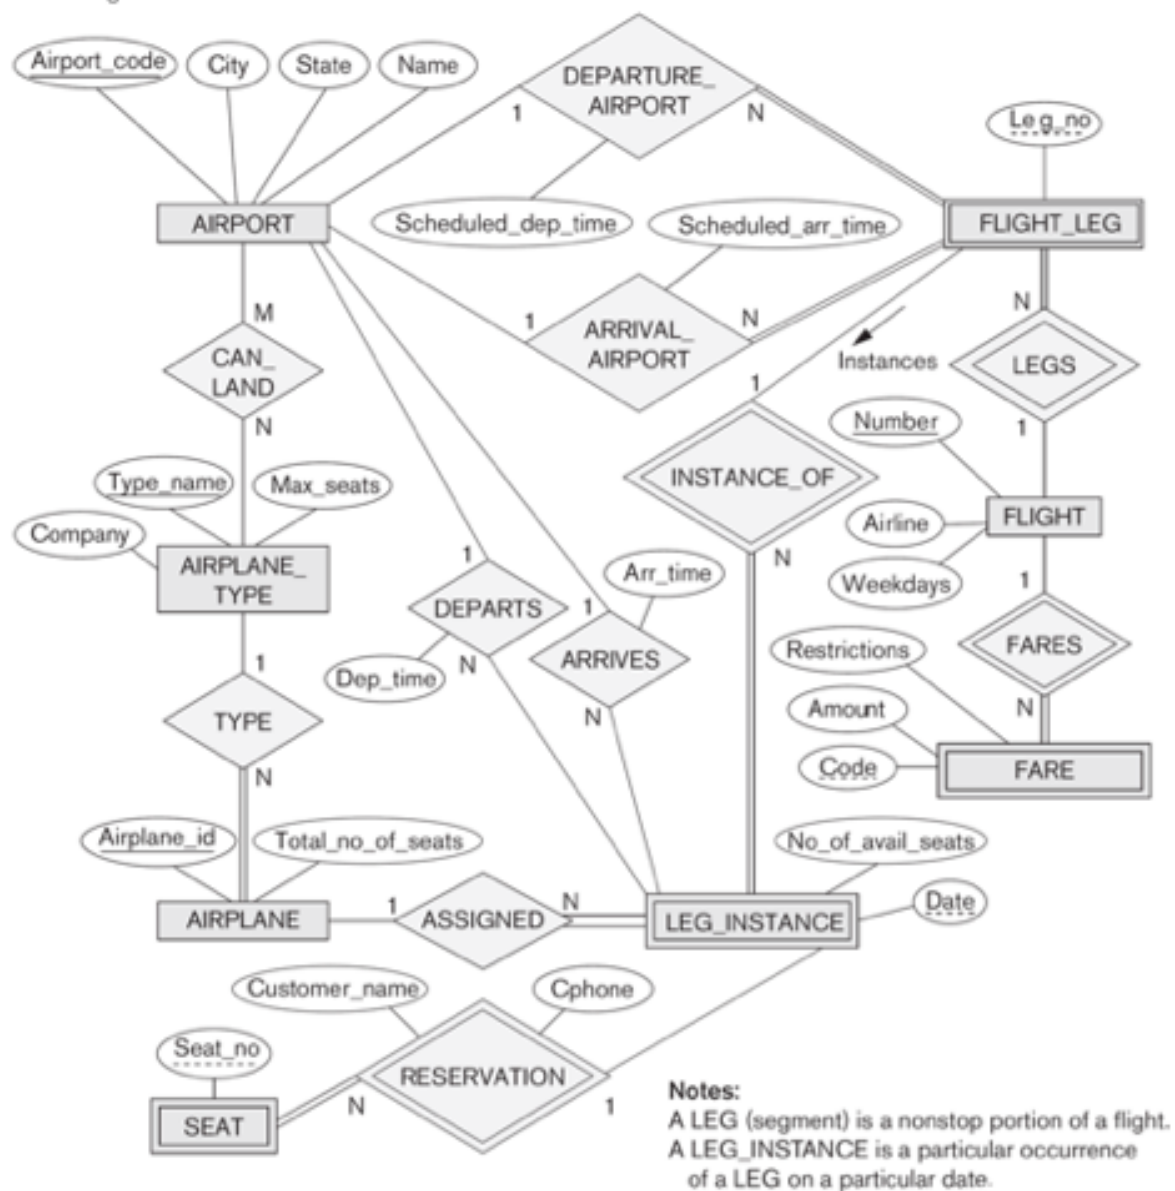 Airport_code
City
State
Name
DEPARTURE_
AIRPORT
1
N
Leg_no
Scheduled_dep_time
Scheduled_arr_time
AIRPORT
FLIGHT_LEG
M
1
ARRIVAL_
AIRPORT
N
Instances
N
CAN_
LAND
LEGS
1
N
Number
1
Type_name
Max_seats
INSTANCE_OF
Company
FLIGHT
Airline
AIRPLANE_
TYPE
1
N
Arr_time
Weekdays
1
DEPARTS
1
Restrictions
FARES
1
Dep_time
N
ARRIVES
TYPE
N
Amount
N
N
Code
FARE
Airplane_id
Total_no_of_seats
No_of_avail_seats
AIRPLANE
1
ASSIGNED
N
LEG_INSTANCE
Date
Customer_name
Cphone
Seat_no
RESERVATION
N
1
SEAT
Notes:
A LEG (segment) is a nonstop portion of a flight.
A LEG_INSTANCE is a particular occurrence
of a LEG on a particular date.